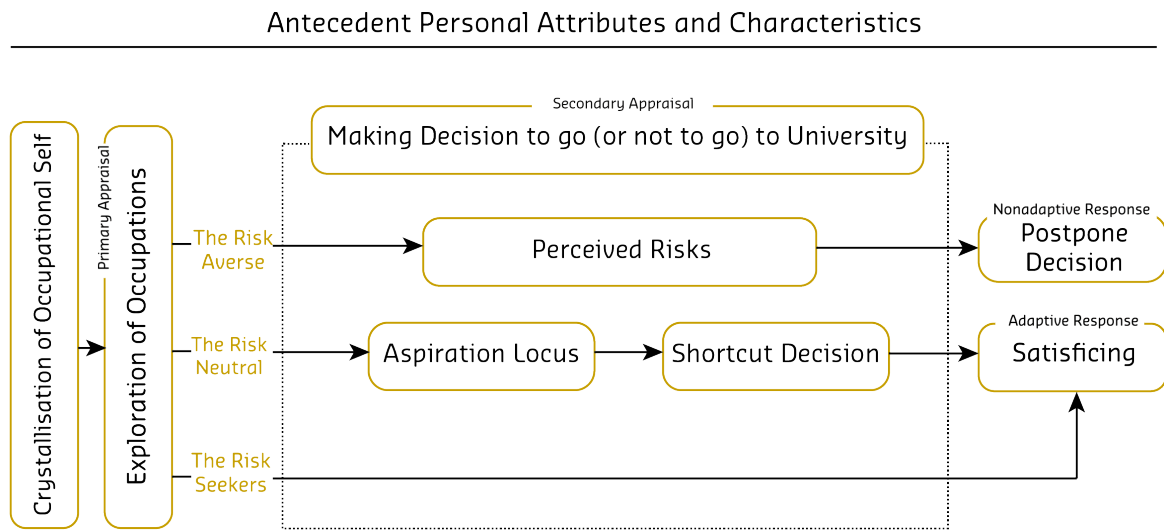 Antecedent Personal Attributes and Characteristics
Crystallisation of Occupational Self
Primary Appraisal
Exploration of Occupations
Secondary Appraisal
Making Decision to go (or not to go) to University
The Risk
Averse
Perceived Risks
Nonadaptive Response
Postpone
Decision
The Risk
Neutral
Aspiration Locus
Shortcut Decision
Adaptive Response
Satisficing
The Risk
Seekers